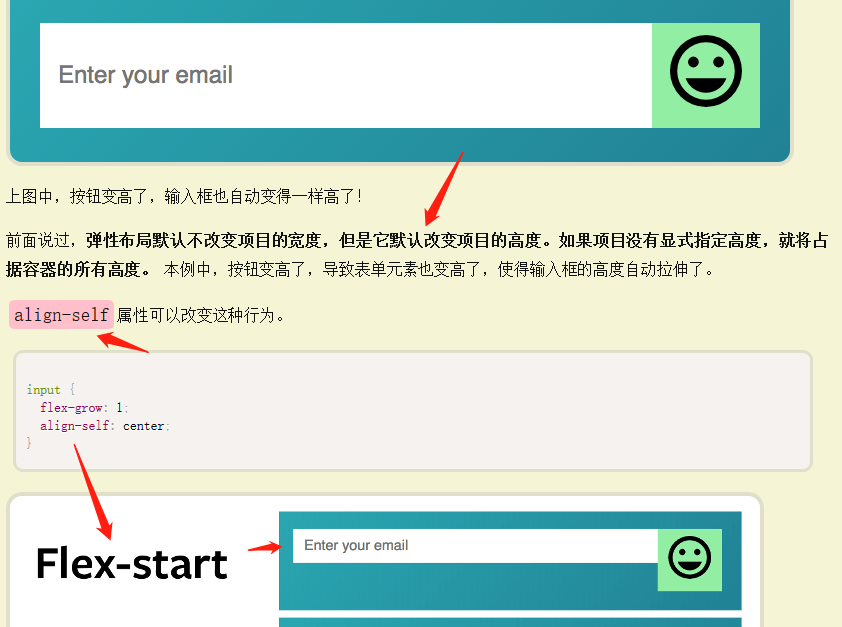 Enter your email
上图中，按钮变高了，输入框也自动变得一样高了！
前面说过，弹性布局默认不改变项目的宽度，但是它默认改变项目的高度。如果项目没有显式指定高度，就将占
据容器的所有高度。 本例中，按钮变高了，导致表单元素也变高了，使得输入框的高度自动拉伸了。
align-self 属性可以改变这种行为。
input {
flex-grow: 1;
align-self: center;
}
Flex-start
Enter your email